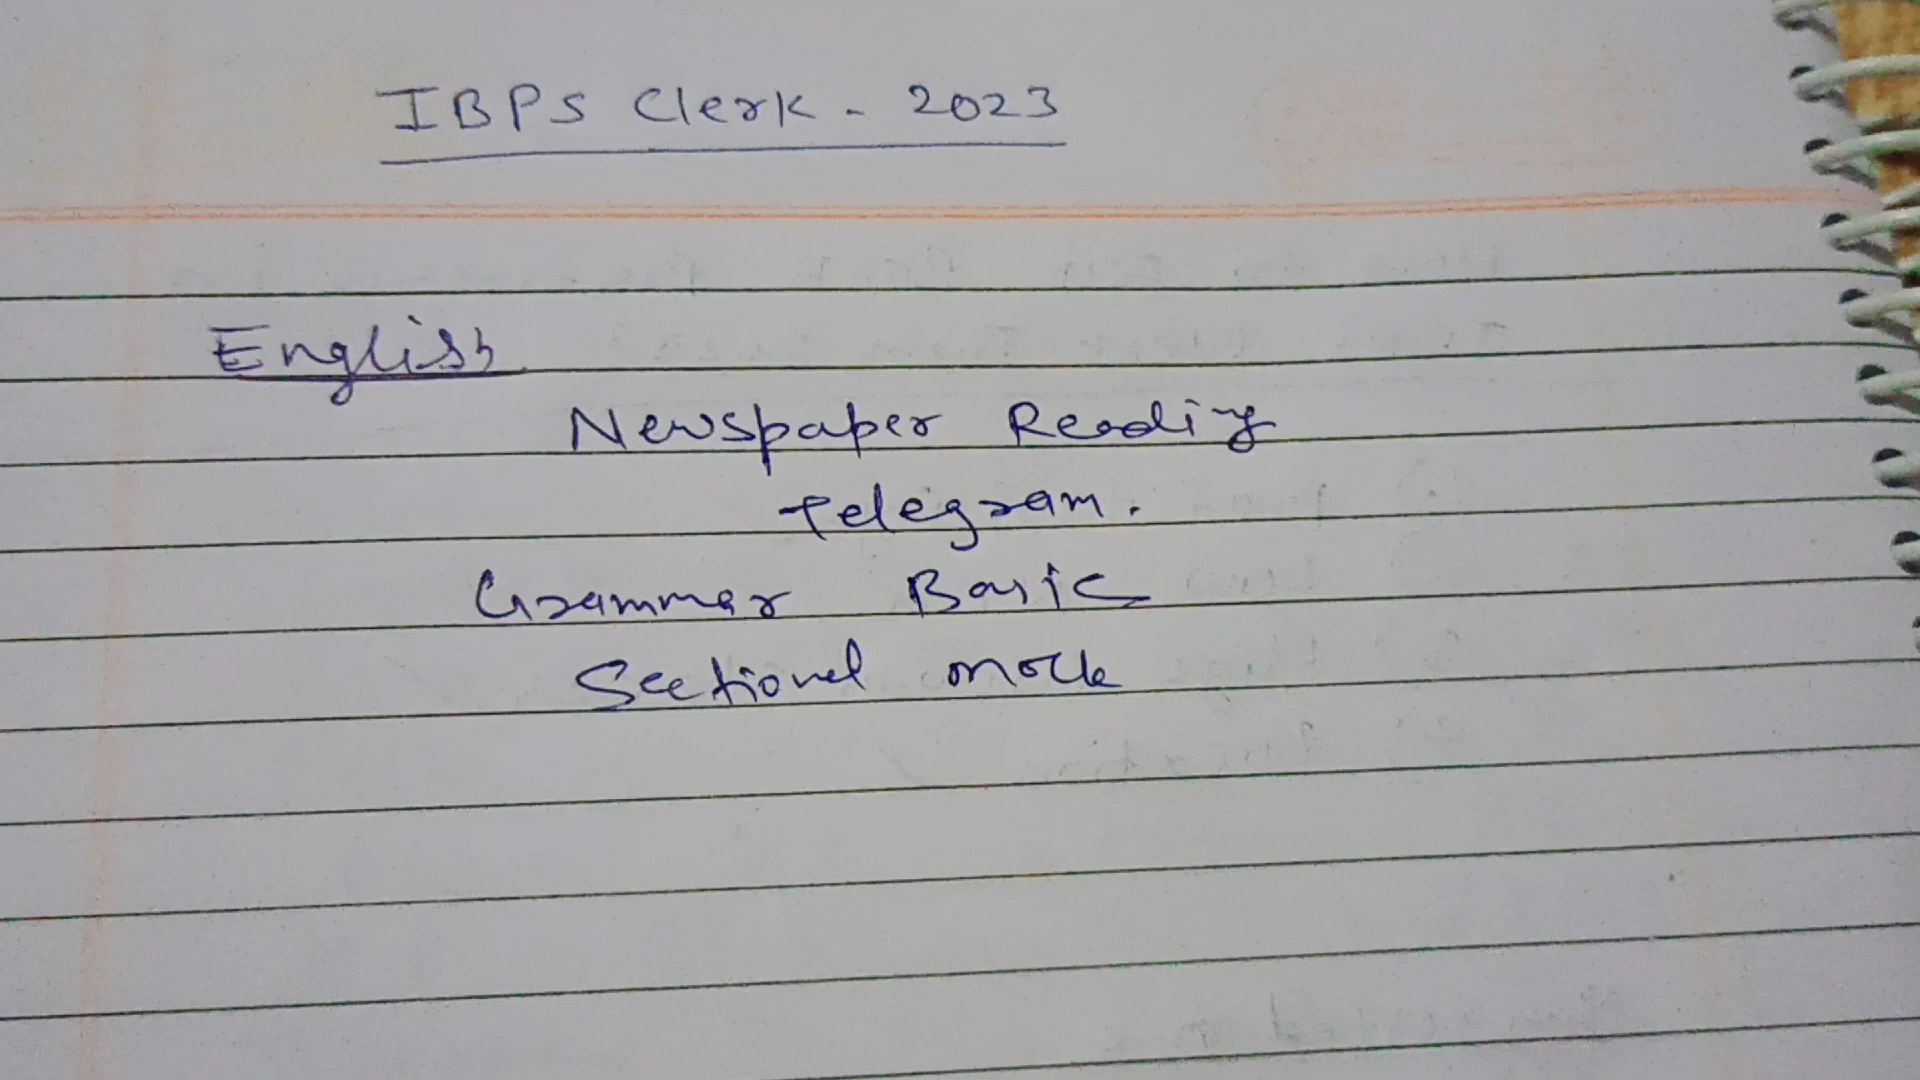 IBPS Clerk - 2023
English
Newspaper Reading
Telegram.
Grammar Basic
Sectional mock